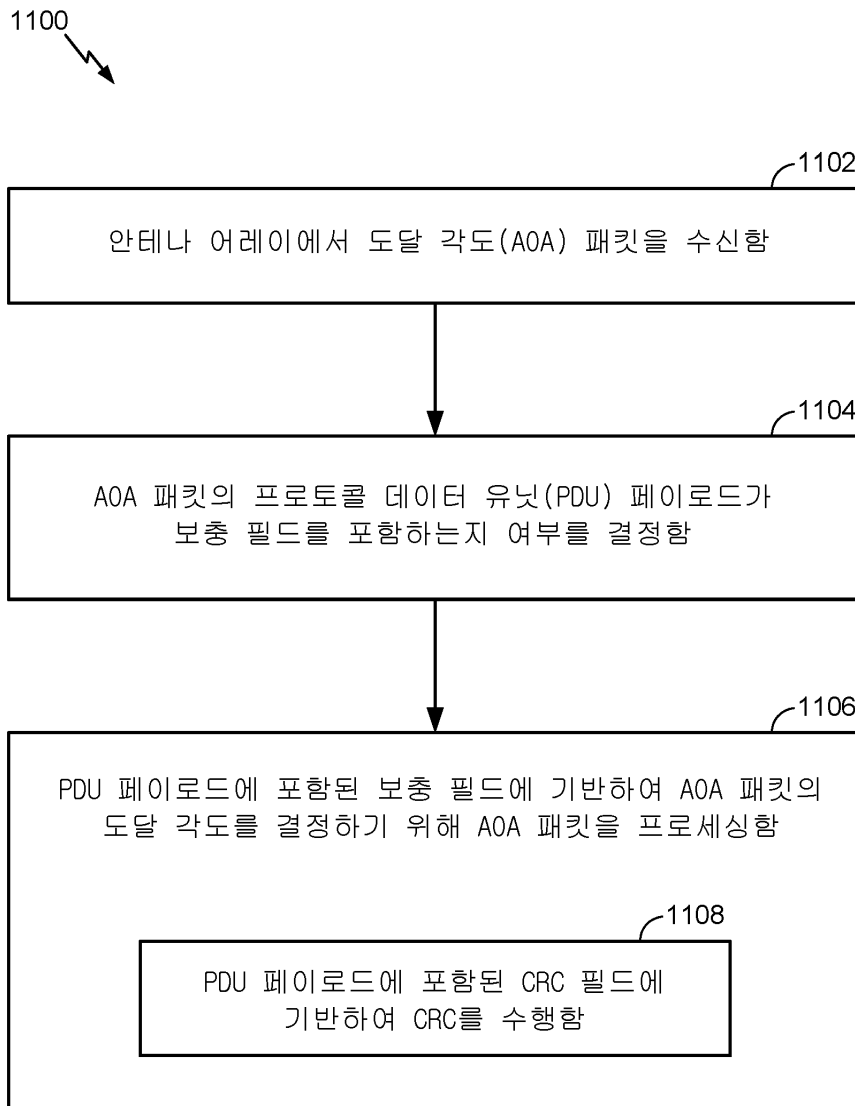 1100
1102
안테나 어레이에서 도달 각도(AOA) 패킷을 수신함
1104
AOA 패킷의 프로토콜 데이터 유닛(PDU) 페이로드가
보충 필드를 포함하는지 여부를 결정함
1106
PDU 페이로드에 포함된 보충 필드에 기반하여 AOA 패킷의
도달 각도를 결정하기 위해 AOA 패킷을 프로세싱함
1108
PDU 페이로드에 포함된 CRC 필드에
기반하여 CRC를 수행함